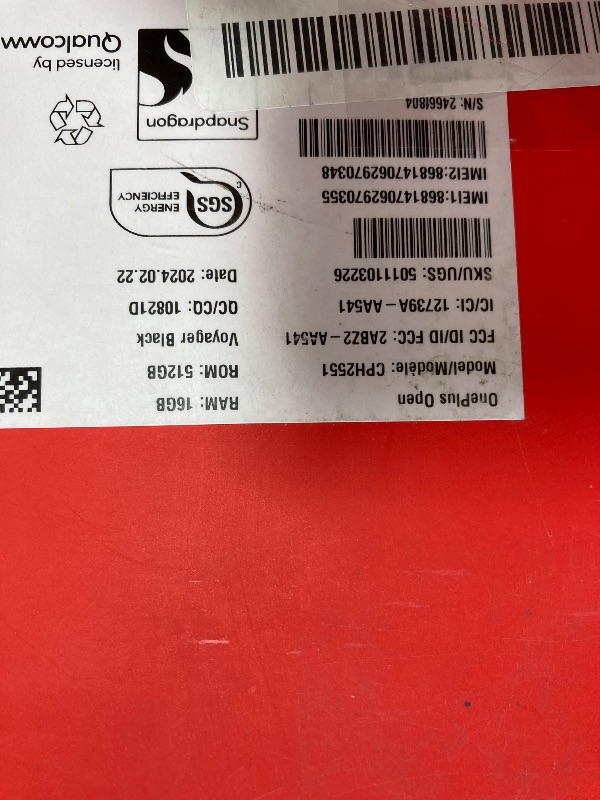 OnePlus Open
Model/Modèle: CPH2551
FCC ID/ID FCC: 2ABZ2-AA541
IC/CI: 12739A-AA541
SKU/UGS: 5011103226
IMEI1:868147062970355
IMEI2:868147062970348
S/N: 2466I804
RAM: 16GB
ROM: 512GB
Voyager Black
QC/CQ: 10821D
Date: 2024.02.22
SGS
ENERGY
EFFICIENCY
C
Snapdragon
licensed by
Qualcomm